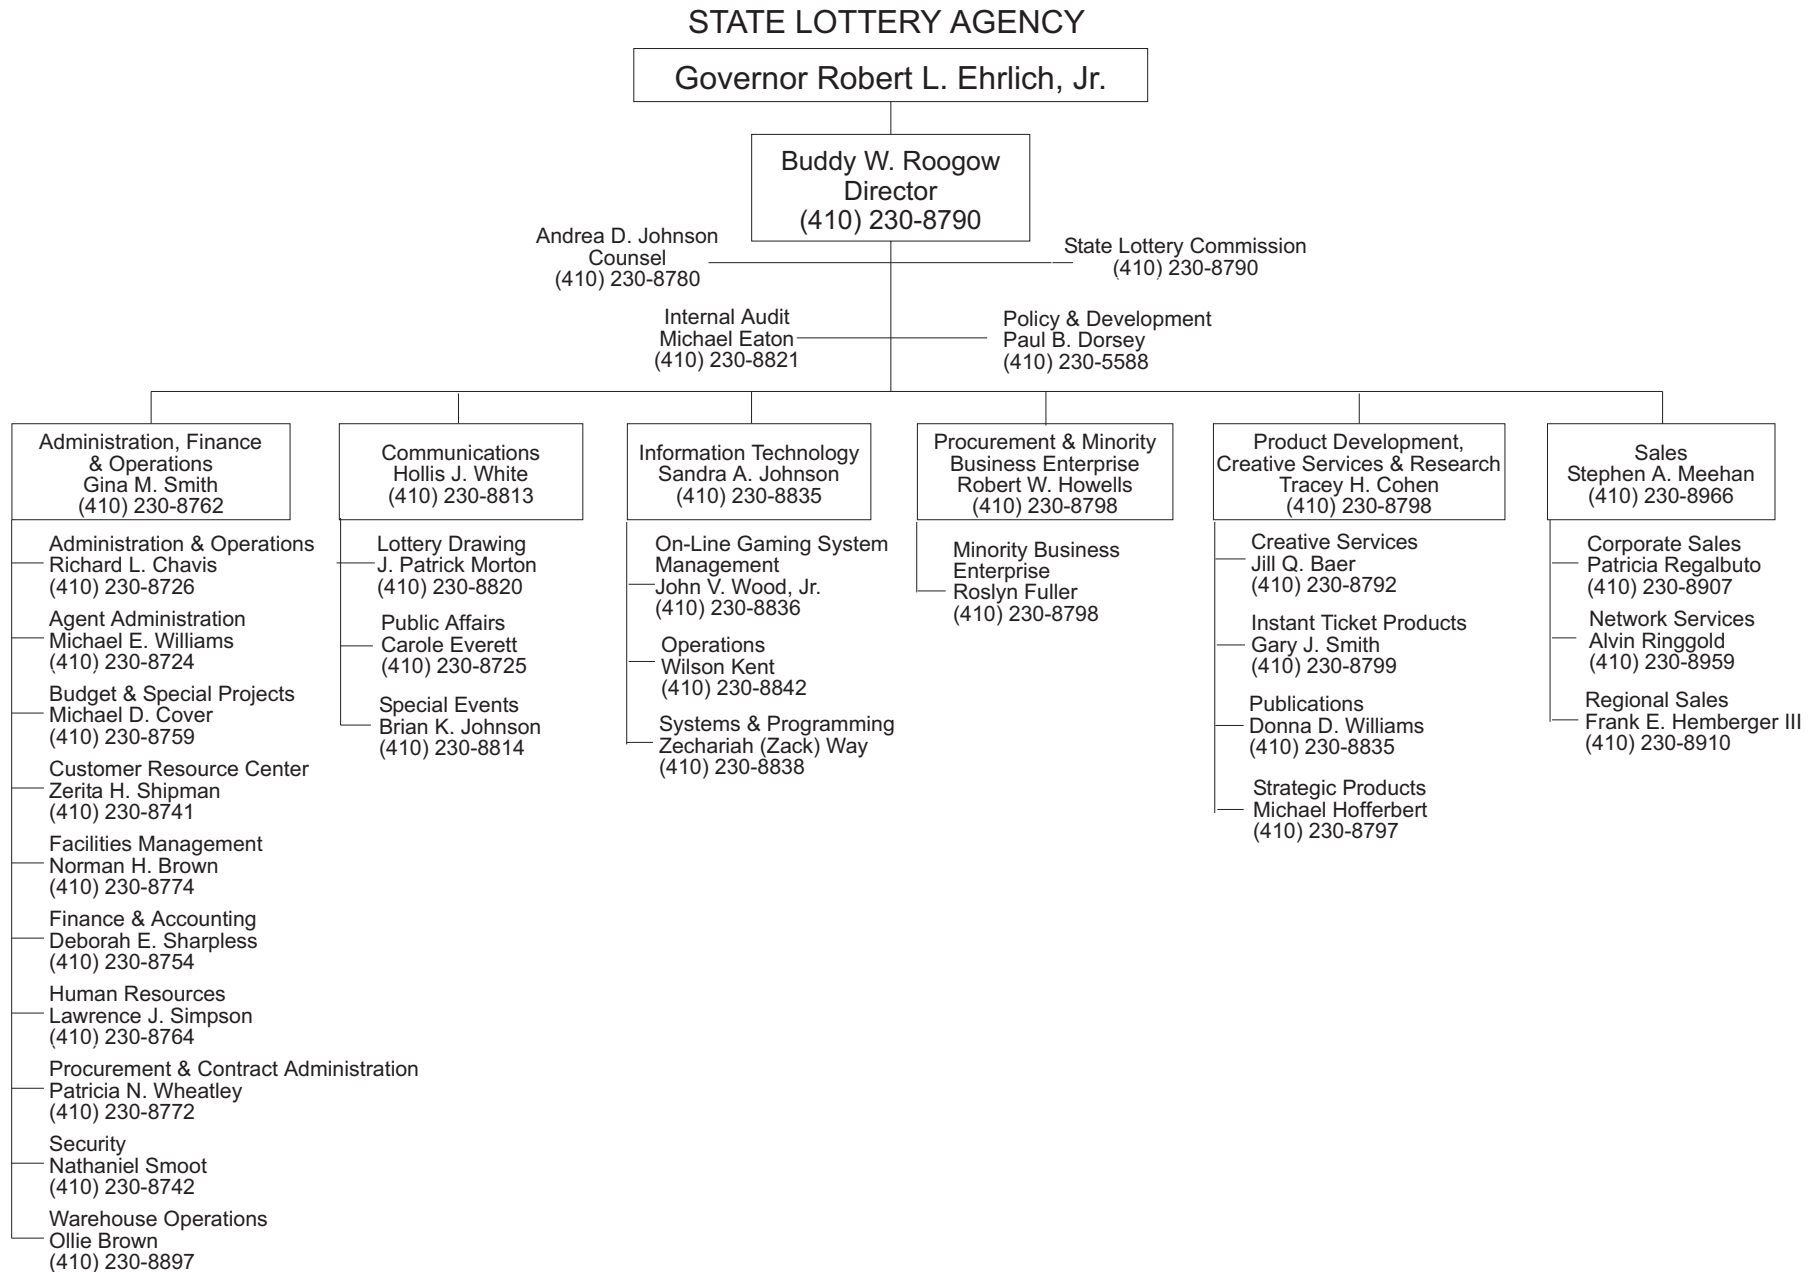 STATE LOTTERY AGENCY
Governor Robert L. Ehrlich, Jr.
Buddy W. Roogow
Director
(410) 230-8790
Andrea D. Johnson
Counsel
(410) 230-8780
State Lottery Commission
(410) 230-8790
Internal Audit
Michael Eaton
(410) 230-8821
Policy & Development
Paul B. Dorsey
(410) 230-5588
Administration, Finance
& Operations
Gina M. Smith
(410) 230-8762
Administration & Operations
Richard L. Chavis
(410) 230-8726
Agent Administration
Michael E. Williams
(410) 230-8724
Budget & Special Projects
Michael D. Cover
(410) 230-8759
Customer Resource Center
Zerita H. Shipman
(410) 230-8741
Facilities Management
Norman H. Brown
(410) 230-8774
Finance & Accounting
Deborah E. Sharpless
(410) 230-8754
Human Resources
Lawrence J. Simpson
(410) 230-8764
Procurement & Contract Administration
Patricia N. Wheatley
(410) 230-8772
Security
Nathaniel Smoot
(410) 230-8742
Warehouse Operations
Ollie Brown
(410) 230-8897
Communications
Hollis J. White
(410) 230-8813
Lottery Drawing
J. Patrick Morton
(410) 230-8820
Public Affairs
Carole Everett
(410) 230-8725
Special Events
Brian K. Johnson
(410) 230-8814
Information Technology
Sandra A. Johnson
(410) 230-8835
On-Line Gaming System
Management
John V. Wood, Jr.
(410) 230-8836
Operations
Wilson Kent
(410) 230-8842
Systems & Programming
Zechariah (Zack) Way
(410) 230-8838
Procurement & Minority
Business Enterprise
Robert W. Howells
(410) 230-8798
Minority Business
Enterprise
Roslyn Fuller
(410) 230-8798
Product Development,
Creative Services & Research
Tracey H. Cohen
(410) 230-8798
Creative Services
Jill Q. Baer
(410) 230-8792
Instant Ticket Products
Gary J. Smith
(410) 230-8799
Publications
Donna D. Williams
(410) 230-8835
Strategic Products
Michael Hofferbert
(410) 230-8797
Sales
Stephen A. Meehan
(410) 230-8966
Corporate Sales
Patricia Regalbuto
(410) 230-8907
Network Services
Alvin Ringgold
(410) 230-8959
Regional Sales
Frank E. Hemberger III
(410) 230-8910